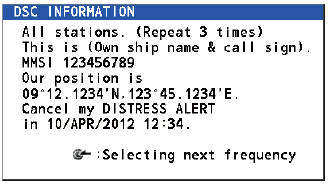 DSC INFORMATION
All stations. (Repeat 3 times)
This is (Own ship name & call sign).
MMSI 123456789
Our position is
09°12.1234'N,123°45.1234'E.
Cancel my DISTRESS ALERT
in 10/APR/2012 12:34.
:Selecting next frequency